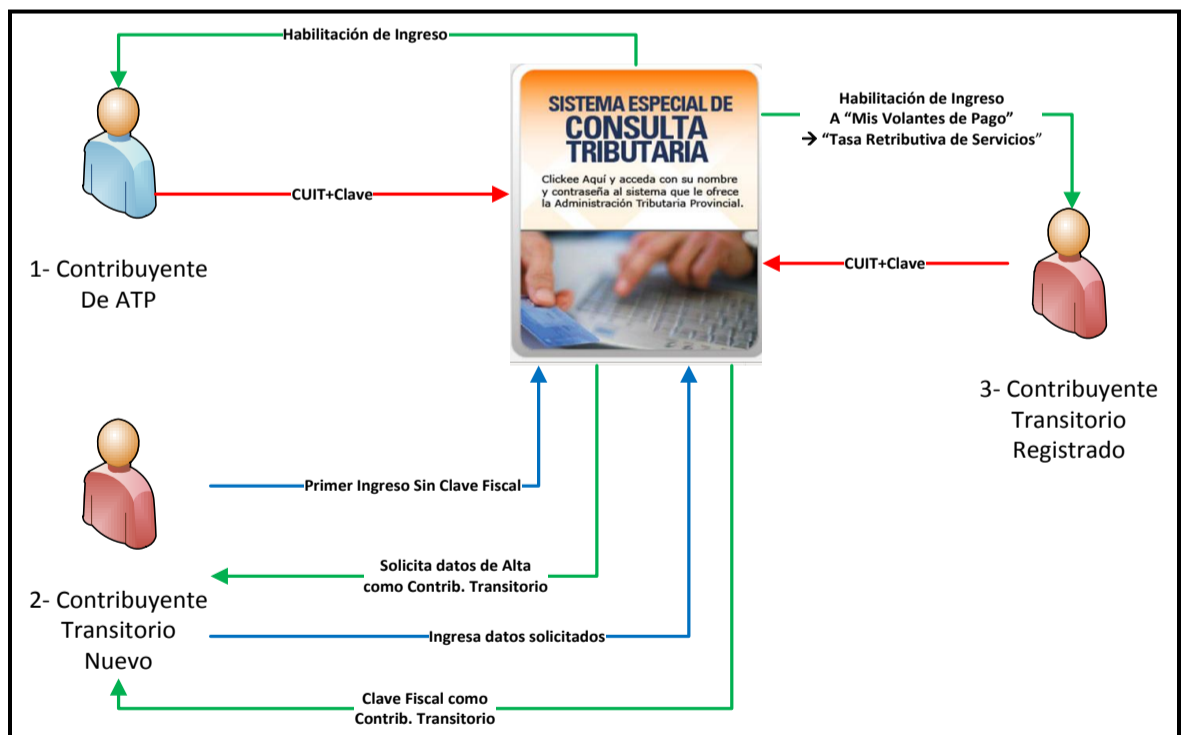 Habilitación de Ingreso
SISTEMA ESPECIAL DE
CONSULTA
TRIBUTARIA
Clickee Aquí y acceda con su nombre
y contraseña al sistema que le ofrece
la Administración Tributaria Provincial.
Habilitación de Ingreso
A “Mis Volantes de Pago”
→ “Tasa Retributiva de Servicios”
CUIT+Clave
1- Contribuyente
De ATP
CUIT+Clave
3- Contribuyente
Transitorio
Registrado
Primer Ingreso Sin Clave Fiscal
Solicita datos de Alta
como Contrib. Transitorio
2- Contribuyente
Transitorio
Nuevo
Ingresa datos solicitados
Clave Fiscal como
Contrib. Transitorio